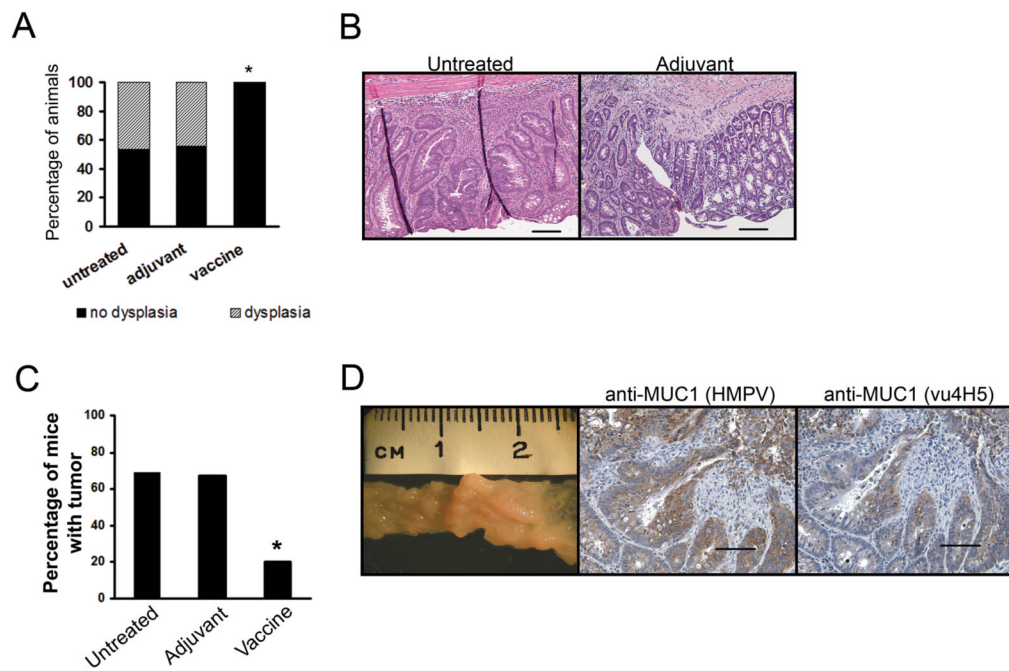 A
Percentage of animals
100
80
60
40
20
0
*
untreated
adjuvant
vaccine
no dysplasia
dysplasia
B
Untreated
Adjuvant
C
Percentage of mice
with tumor
100
80
60
40
20
0
*
Untreated
Adjuvant
Vaccine
D
anti-MUC1 (HMPV)
anti-MUC1 (vu4H5)
CM 1 2